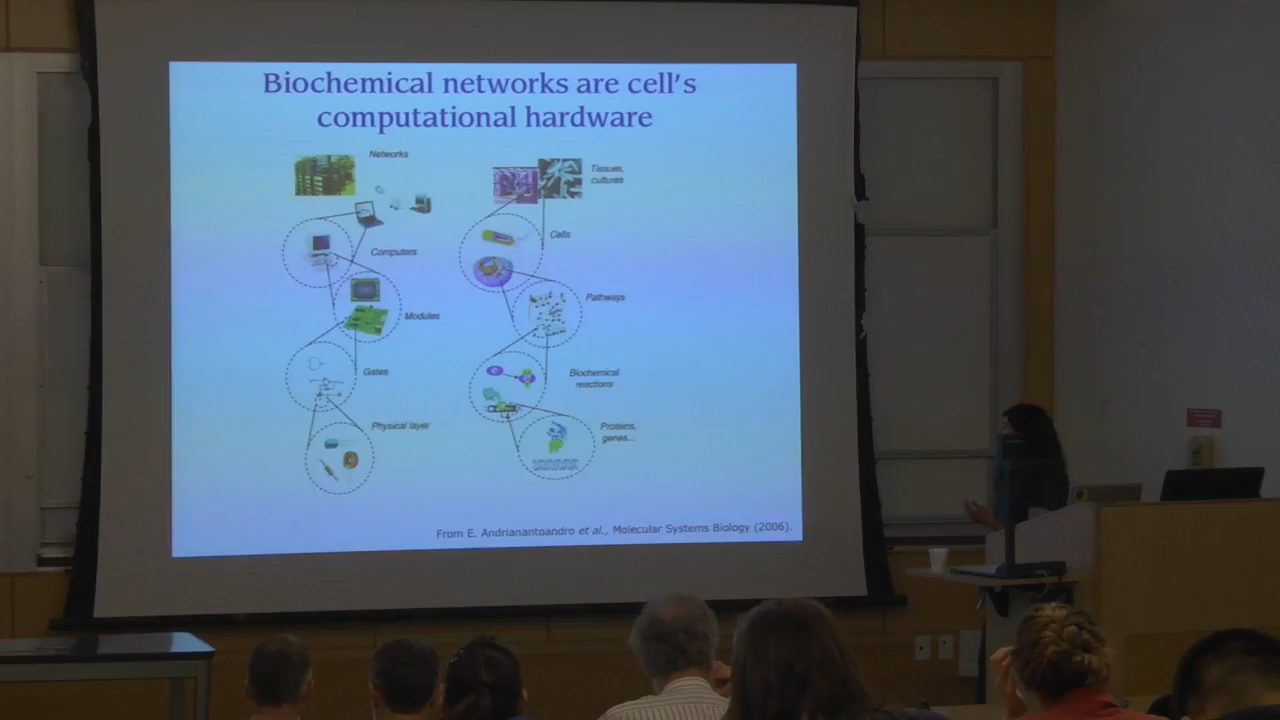 Biochemical networks are cell's
computational hardware
Networks
Computers
Modules
Gates
Physical layer
Tissues,
cultures
Cells
Pathways
Biochemical
reactions
Proteins,
genes...
From E. Andrianantoandro et al., Molecular Systems Biology (2006).